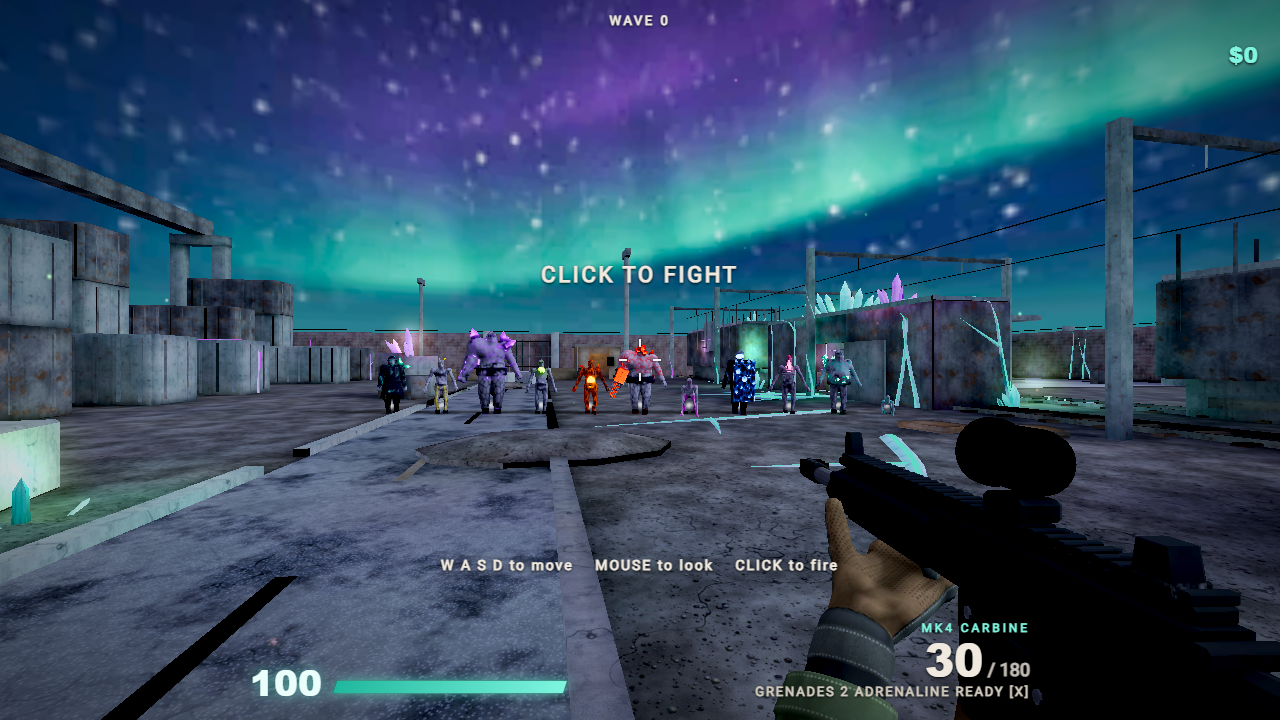 WAVE 0
$0
CLICK TO FIGHT
W A S D to move MOUSE to look CLICK to fire
MK4 CARBINE
100
30 / 180
GRENADES 2 ADRENALINE READY [X]